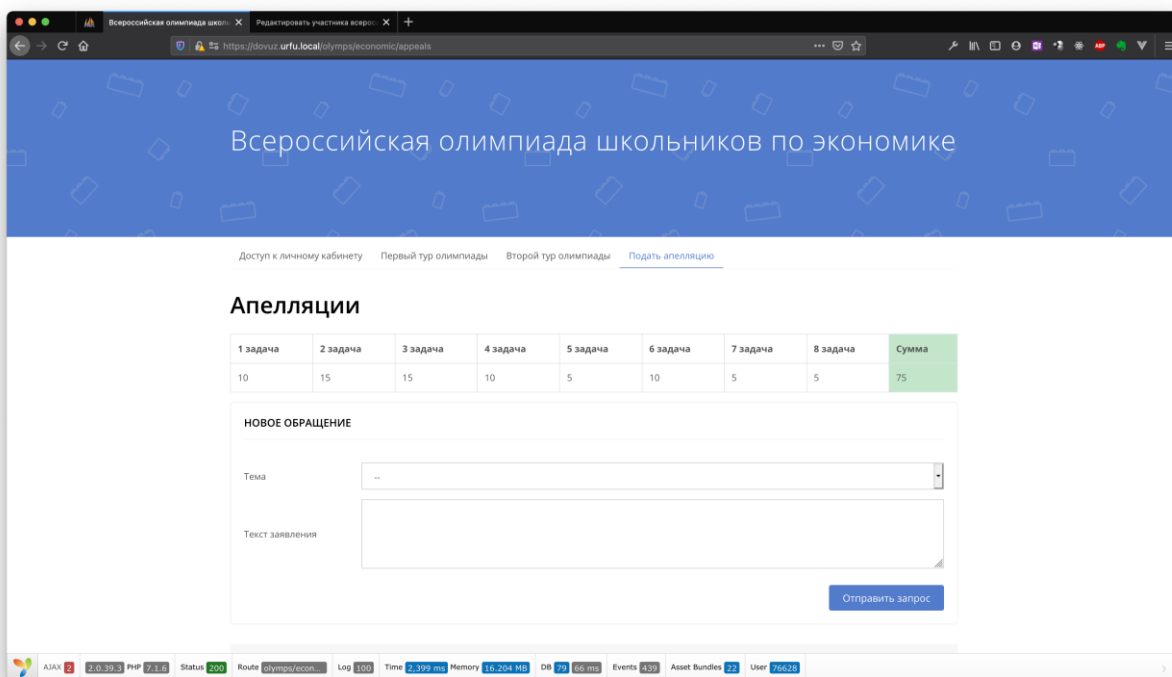 Всероссийская олимпиада школь
Редактировать участника всерос
https://dovuz.urfu.local/olymps/economic/appeals
ABP
Всероссийская олимпиада школьников по экономике
Доступ к личному кабинету Первый тур олимпиады Второй тур олимпиады Подать апелляцию
Апелляции
1 задача 2 задача 3 задача 4 задача 5 задача 6 задача 7 задача 8 задача Сумма
10 15 15 10 5 10 5 5 75
НОВОЕ ОБРАЩЕНИЕ
Тема --
Текст заявления
Отправить запрос
AJAX 2 2.0.39.3 PHP 7.1.6 Status 200 Route olymps/econ... Log 100 Time 2,399 ms Memory 16.204 MB DB 79 66 ms Events 439 Asset Bundles 22 User 76628